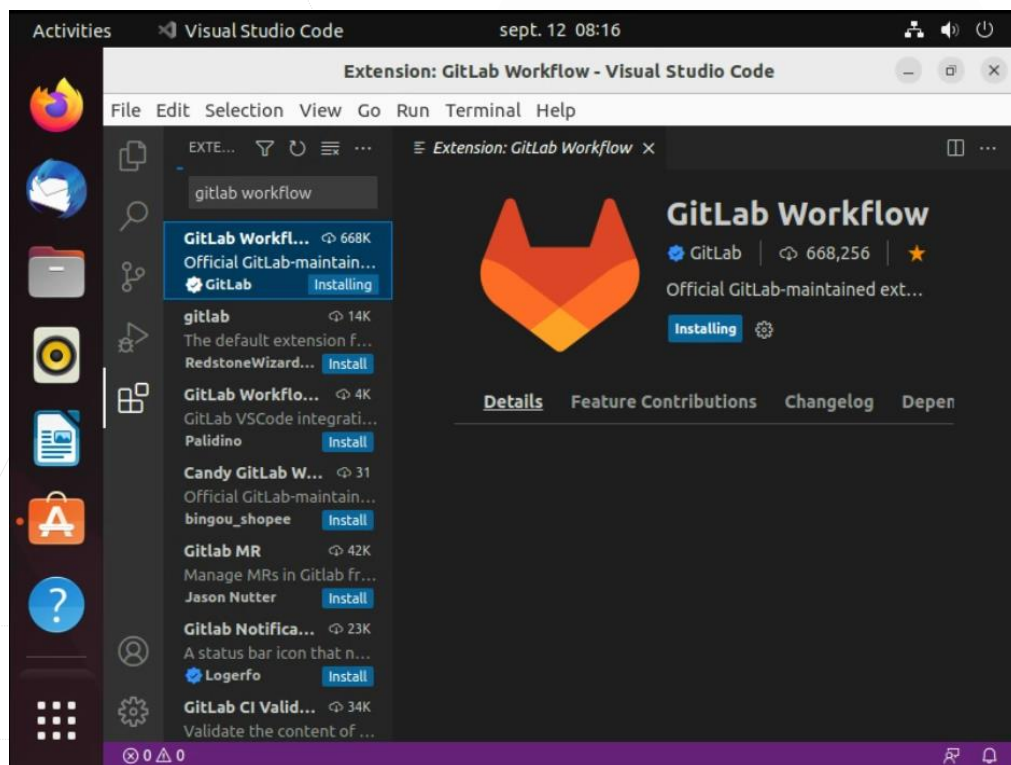 Activities Visual Studio Code sept. 12 08:16
Extension: GitLab Workflow - Visual Studio Code
File Edit Selection View Go Run Terminal Help
EXTE... Extension: GitLab Workflow
gitlab workflow
GitLab Workfl... 668K
Official GitLab-maintain...
GitLab Installing
gitlab 14K
The default extension f...
RedstoneWizard... Install
GitLab Workflo... 4K
GitLab VSCode integrati...
Palidino Install
Candy GitLab W... 31
Official GitLab-maintain...
bingou_shopee Install
Gitlab MR 42K
Manage MRs in Gitlab fr...
Jason Nutter Install
Gitlab Notifica... 23K
A status bar icon that n...
Logerfo Install
GitLab CI Valid... 34K
Validate the content of ...
GitLab Workflow
GitLab 668,256
Official GitLab-maintained ext...
Installing
Details Feature Contributions Changelog Depen
0 0